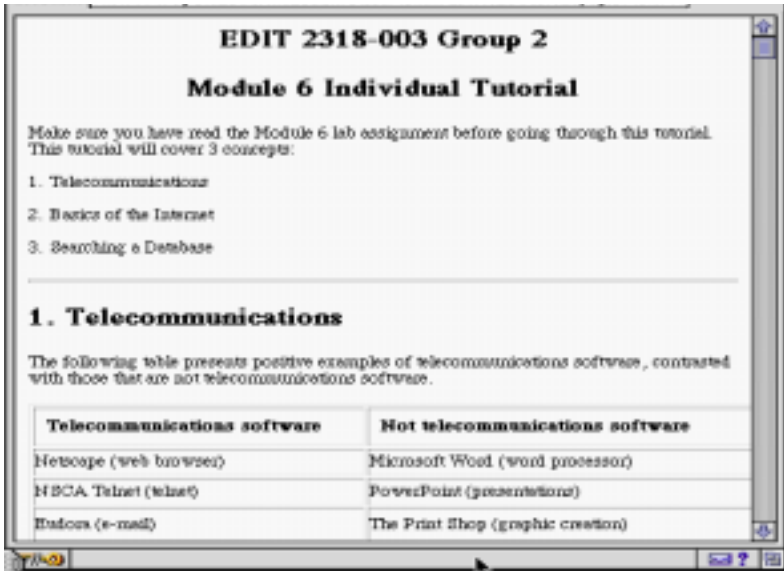 EDIT 2318-003 Group 2
Module 6 Individual Tutorial
Make sure you have read the Module 6 lab assignment before going through this tutorial.
This tutorial will cover 3 concepts:
1. Telecommunications
2. Basics of the Internet
3. Searching a Database
1. Telecommunications
The following table presents positive examples of telecommunications software, contrasted
with those that are not telecommunications software.
Telecommunications software Not telecommunications software
Netscape (web browser) Microsoft Word (word processor)
NSCA Telnet (telnet) PowerPoint (presentations)
Eudora (e-mail) The Print Shop (graphic creation)
?